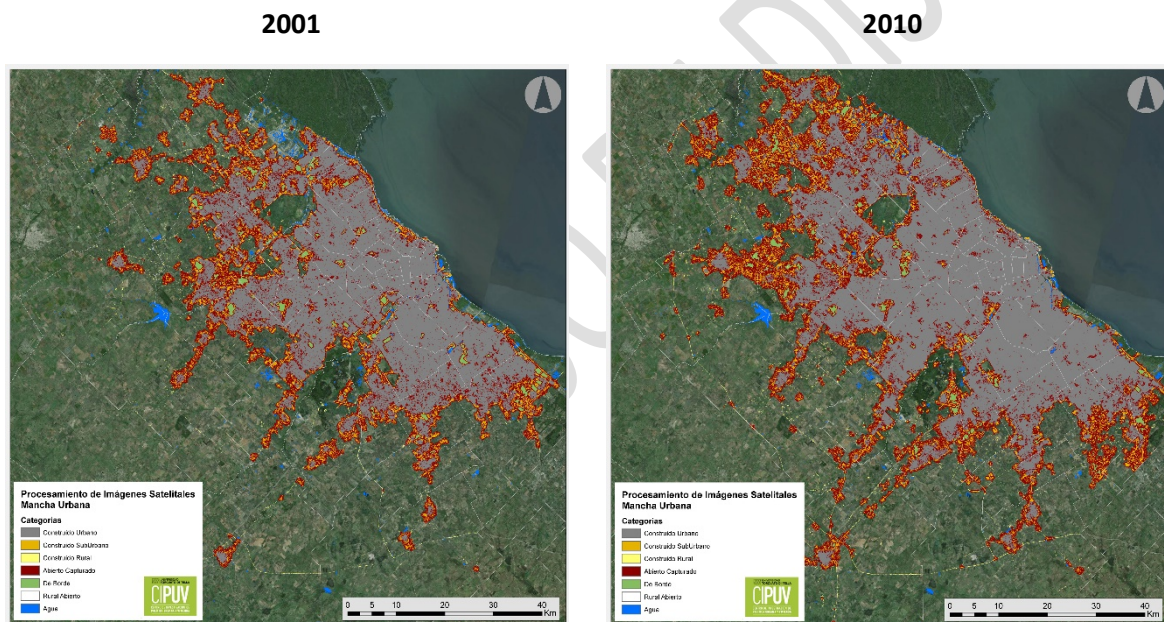 2001
2010
Procesamiento de Imágenes Satelitales
Mancha Urbana
Categorías
Construido Urbano
Construido SubUrbano
Construido Rural
Abierto Capturado
De Borde
Rural Abierto
Agua
CIPUV
0 5 10 20 30 40
Km
Procesamiento de Imágenes Satelitales
Mancha Urbana
Categorías
Construido Urbano
Construido SubUrbano
Construido Rural
Abierto Capturado
De Borde
Rural Abierto
Agua
CIPUV
0 5 10 20 30 40
Km